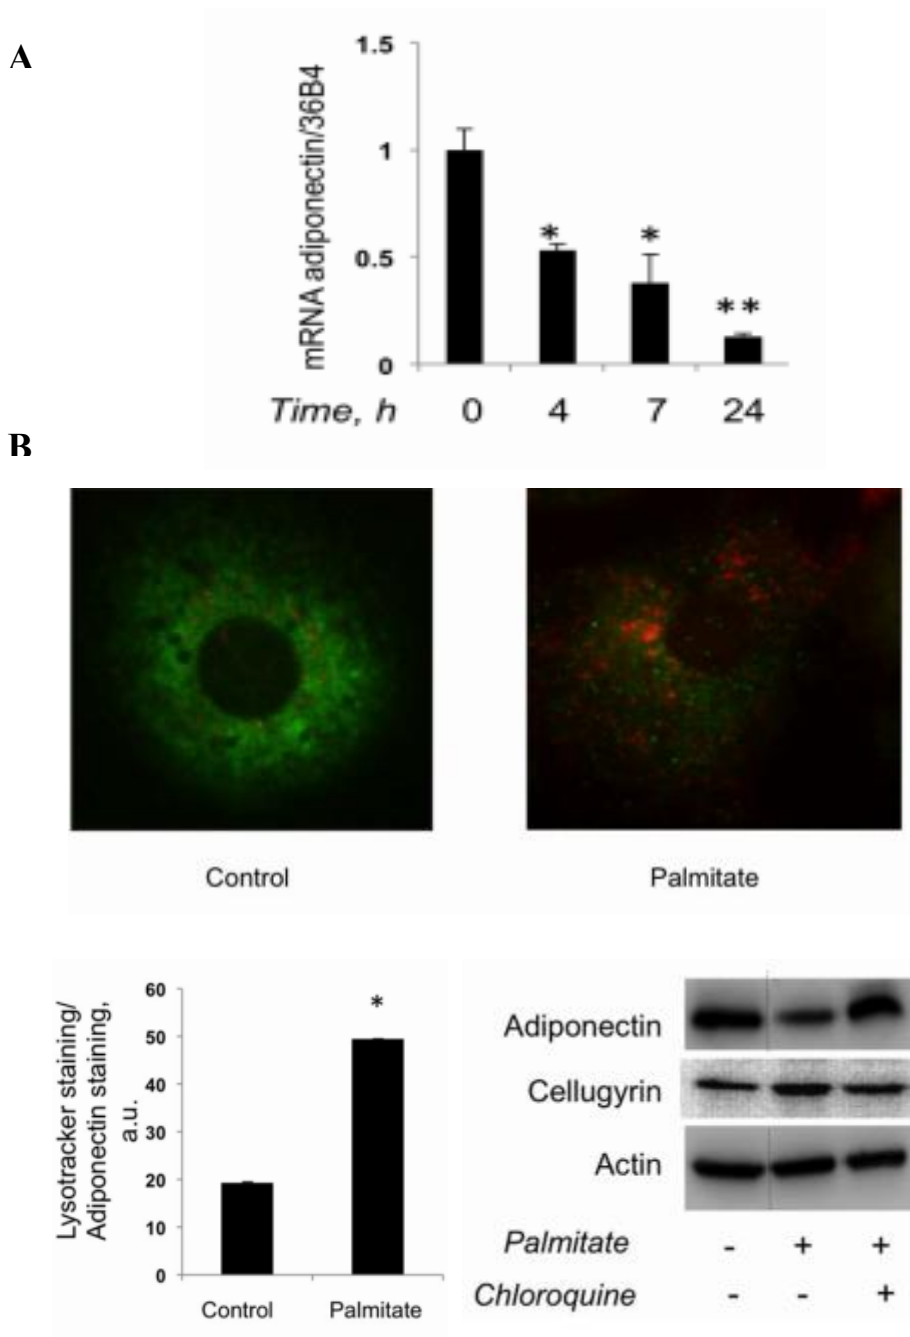 A
mRNA adiponectin/36B4
1.5
1
0.5
0
*
*
**
Time, h 0 4 7 24
B
Control
Palmitate
Lysotracker staining/
Adiponectin staining,
a.u.
60
50
40
30
20
10
0
*
Control
Palmitate
Adiponectin
Cellugyrin
Actin
Palmitate - + +
Chloroquine - - +